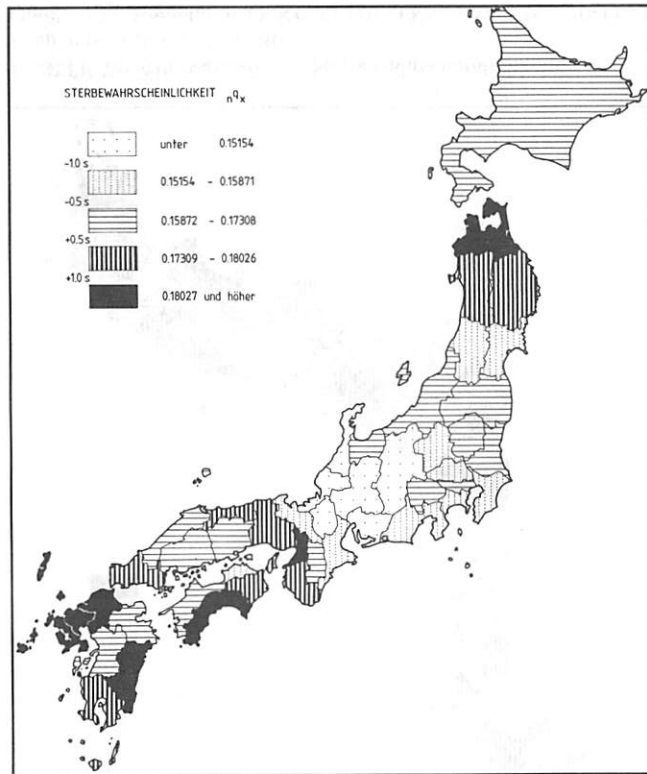 STERBEWAHRSCHEINLICHKEIT nqx
unter 0.15154
-1.0 s
0.15154 - 0.15871
-0.5 s
0.15872 - 0.17308
+0.5 s
0.17309 - 0.18026
+1.0 s
0.18027 und höher